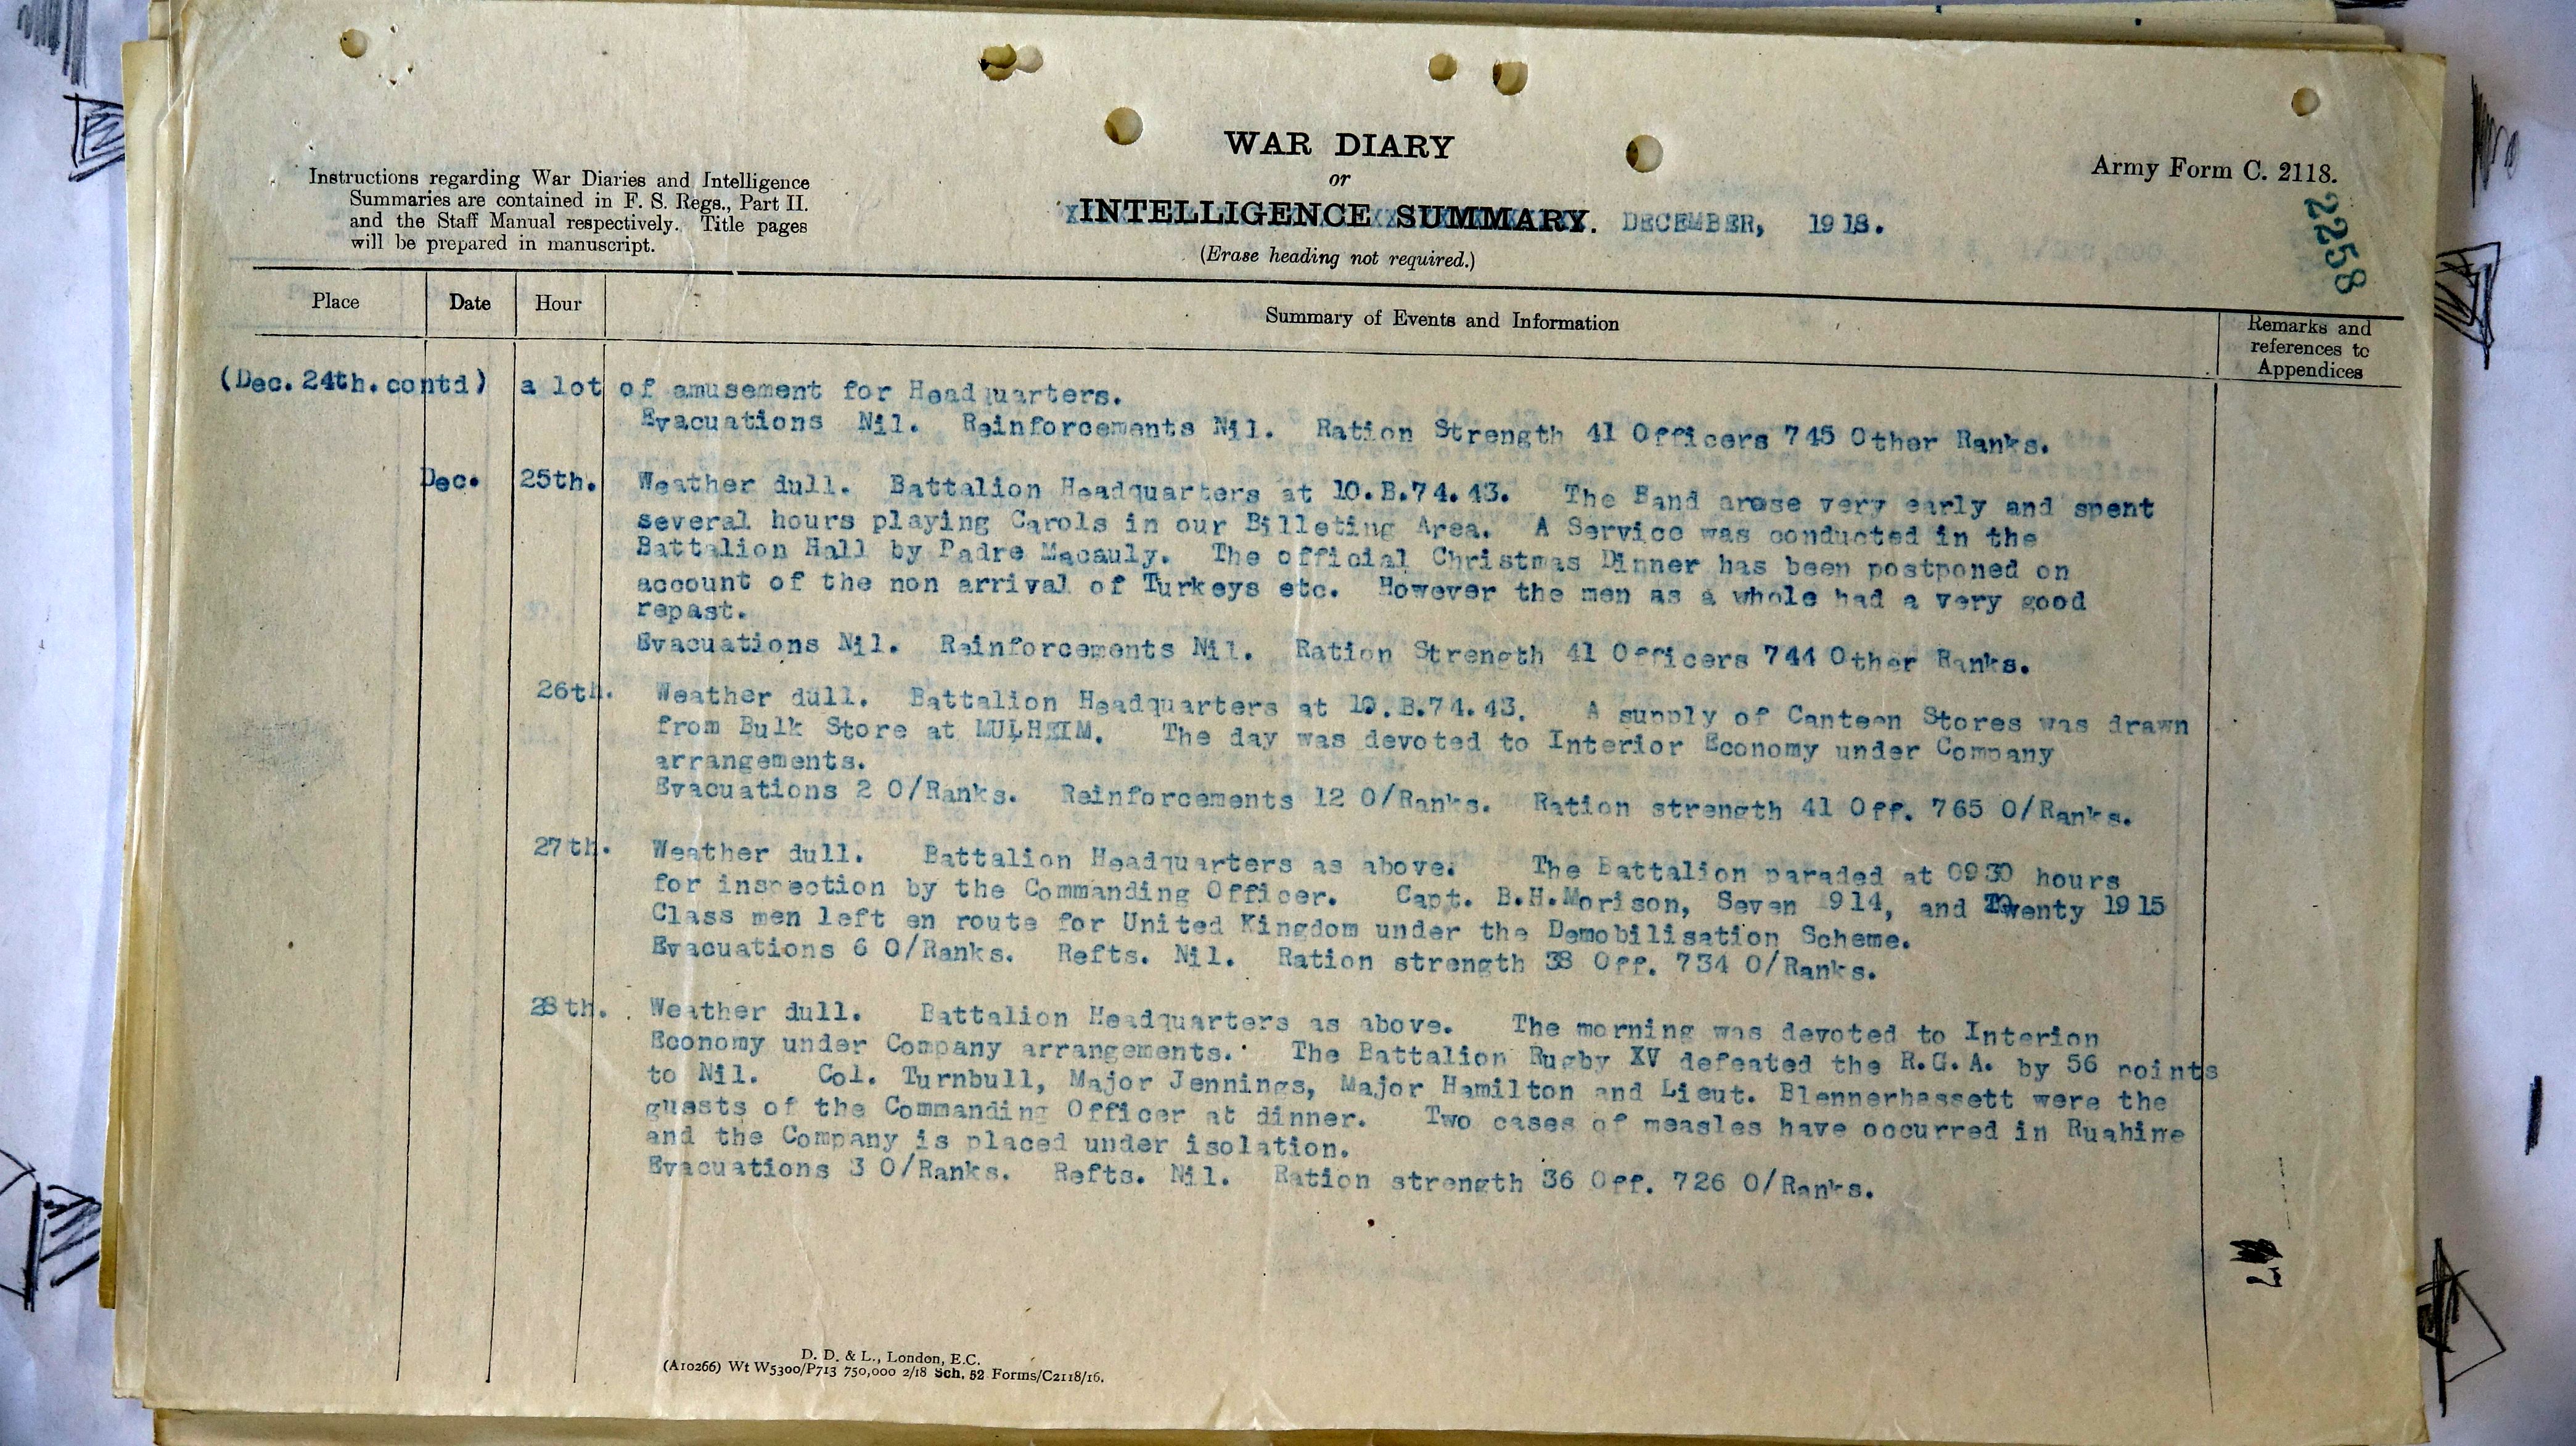 WAR DIARY
or
INTELLIGENCE SUMMARY. DECEMBER, 1918.
(Erase heading not required.)
Instructions regarding War Diaries and Intelligence
Summaries are contained in F. S. Regs., Part II.
and the Staff Manual respectively. Title pages
will be prepared in manuscript.
Army Form C. 2118.
2258
Place Date Hour Summary of Events and Information Remarks and
references to
Appendices
(Dec. 24th. contd) a lot of amusement for Headquarters.
Evacuations Nil. Reinforcements Nil. Ration Strength 41 Officers 745 Other Ranks.
Dec. 25th. Weather dull. Battalion Headquarters at 10.B.74.43. The Band arose very early and spent
several hours playing Carols in our Billeting Area. A Service was conducted in the
Battalion Hall by Padre Macauly. The official Christmas Dinner has been postponed on
account of the non arrival of Turkeys etc. However the men as a whole had a very good
repast.
Evacuations Nil. Reinforcements Nil. Ration Strength 41 Officers 744 Other Ranks.
26th. Weather dull. Battalion Headquarters at 10.B.74.43. A supply of Canteen Stores was drawn
from Bulk Store at MULHEIM. The day was devoted to Interior Economy under Company
arrangements.
Evacuations 2 O/Ranks. Reinforcements 12 O/Ranks. Ration strength 41 Off. 765 O/Ranks.
27th. Weather dull. Battalion Headquarters as above. The Battalion paraded at 0930 hours
for inspection by the Commanding Officer. Capt. B.H.Morison, Seven 1914, and Twenty 1915
Class men left en route for United Kingdom under the Demobilisation Scheme.
Evacuations 6 O/Ranks. Refts. Nil. Ration strength 38 Off. 734 O/Ranks.
28th. Weather dull. Battalion Headquarters as above. The morning was devoted to Interion
Economy under Company arrangements. The Battalion Rugby XV defeated the R.G.A. by 56 points
to Nil. Col. Turnbull, Major Jennings, Major Hamilton and Lieut. Blennerhassett were the
guests of the Commanding Officer at dinner. Two cases of measles have occurred in Ruahine
and the Company is placed under isolation.
Evacuations 3 O/Ranks. Refts. Nil. Ration strength 36 Off. 726 O/Ranks.
D. D. & L., London, E.C.
(A10266) Wt W5300/P713 750,000 2/18 Sch. 52 Forms/C2118/16.